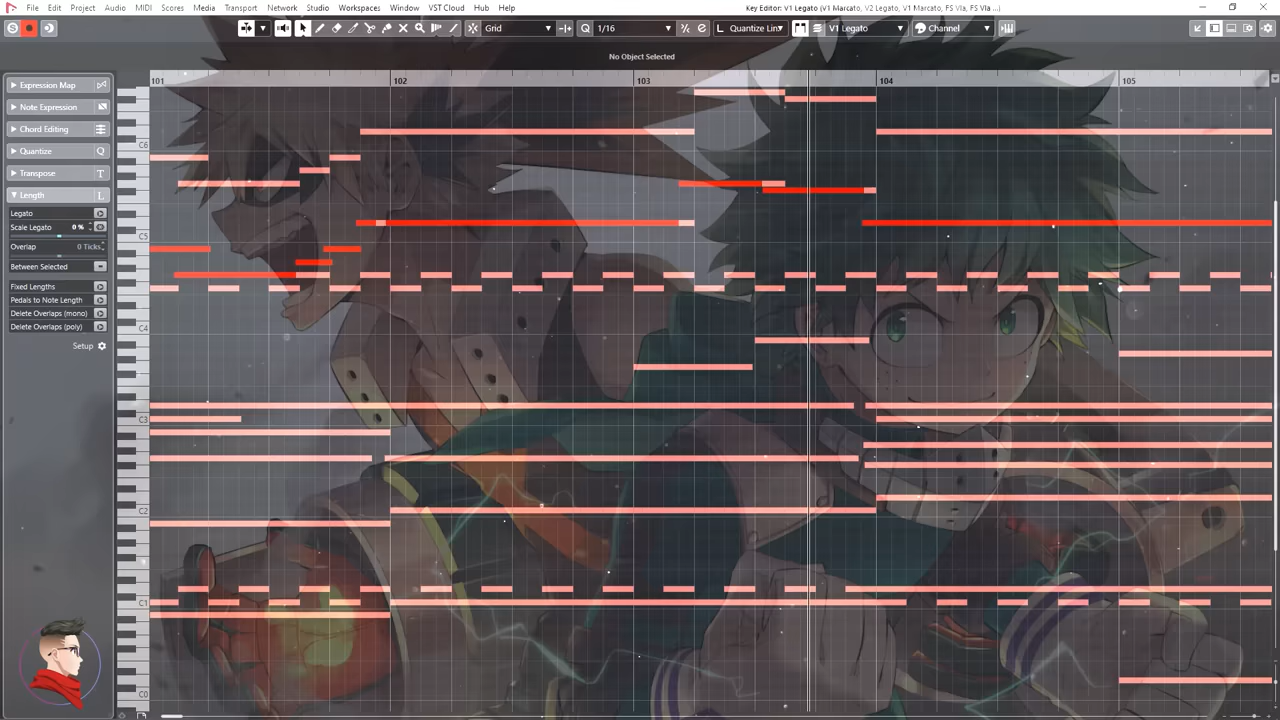 File Edit Project Audio MIDI Scores Media Transport Network Studio Workspaces Window VST Cloud Hub Help
Key Editor: V1 Legato (V1 Marcato, V2 Legato, V1 Marcato, FS Vla, FS Vla ...)
S Grid 1/16 Quantize Lin V1 Legato Channel
No Object Selected
101 102 103 104 105
Expression Map
Note Expression
Chord Editing
Quantize Q
Transpose T
Length L
Legato
Scale Legato 0 %
Overlap 0 Ticks
Between Selected
Fixed Lengths
Pedals to Note Length
Delete Overlaps (mono)
Delete Overlaps (poly)
Setup
C6
C5
C4
C3
C2
C1
C0